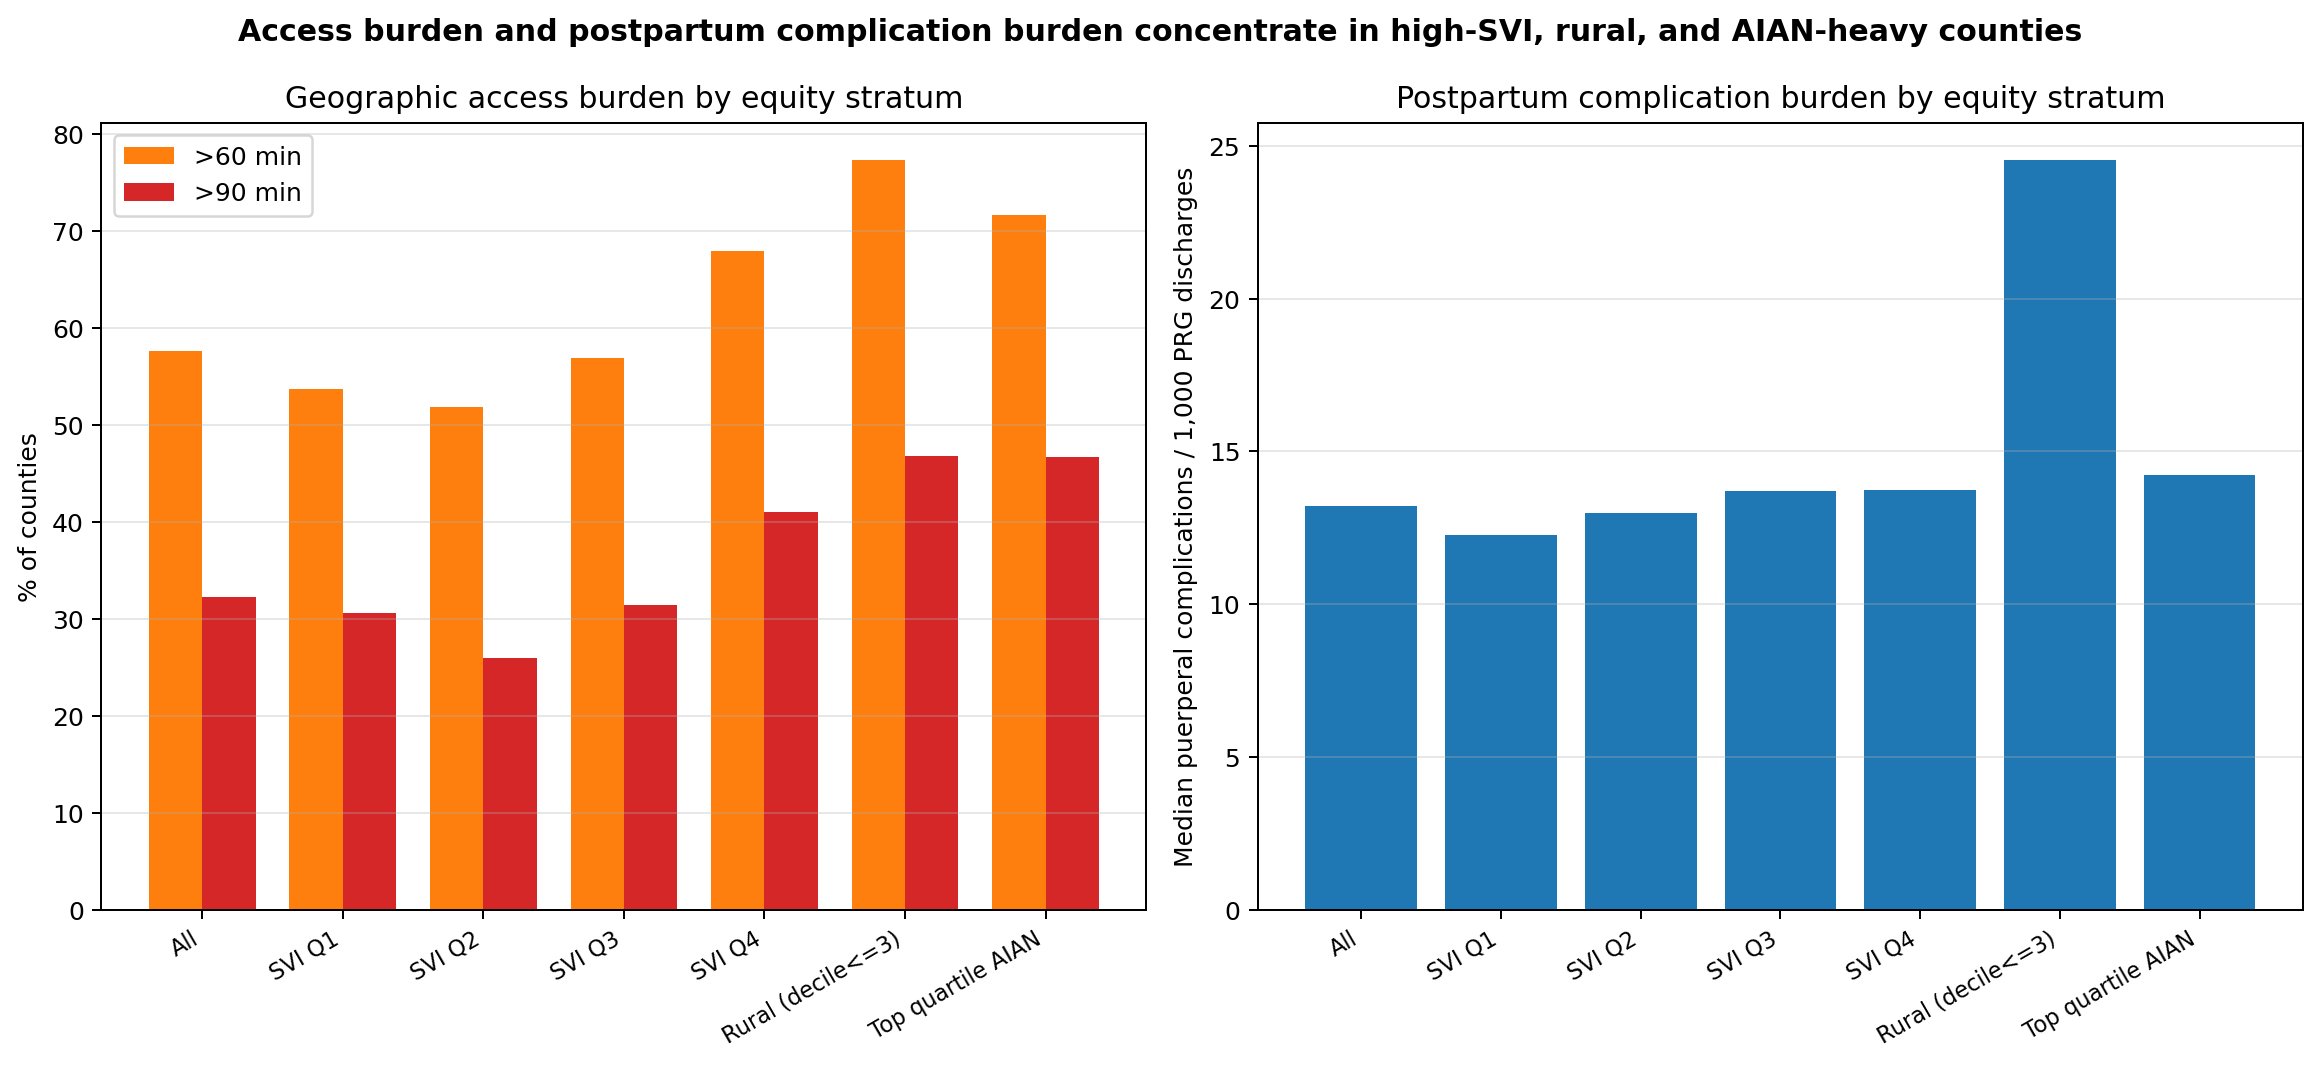 Access burden and postpartum complication burden concentrate in high-SVI, rural, and AIAN-heavy counties
Geographic access burden by equity stratum
>60 min
>90 min
% of counties
80
70
60
50
40
30
20
10
0
All
SVI Q1
SVI Q2
SVI Q3
SVI Q4
Rural (decile<=3)
Top quartile AIAN
Postpartum complication burden by equity stratum
Median puerperal complications / 1,000 PRG discharges
25
20
15
10
5
0
All
SVI Q1
SVI Q2
SVI Q3
SVI Q4
Rural (decile<=3)
Top quartile AIAN